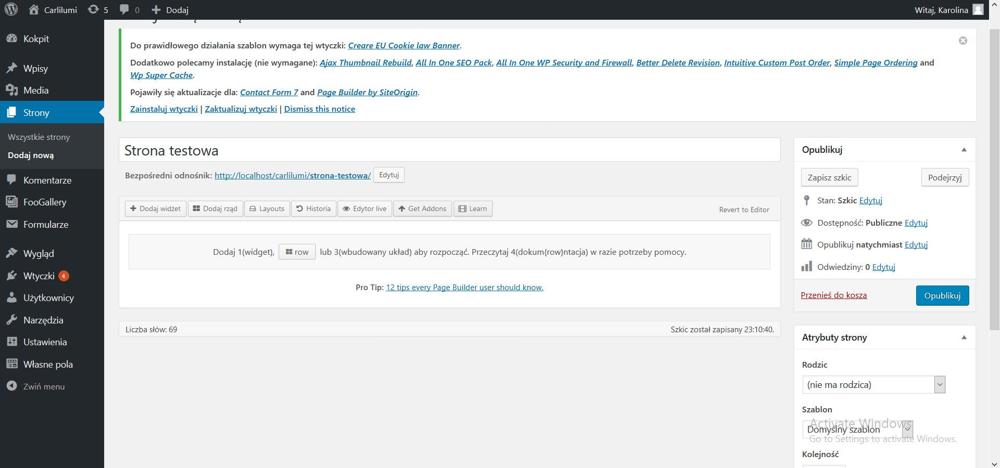 Carlilumi 5 0 Dodaj Witaj, Karolina
Kokpit
Wpisy
Media
Strony
Wszystkie strony
Dodaj nową
Komentarze
FooGallery
Formularze
Wygląd
Wtyczki 4
Użytkownicy
Narzędzia
Ustawienia
Własne pola
Zwiń menu
Do prawidłowego działania szablon wymaga tej wtyczki: Creare EU Cookie law Banner.
Dodatkowo polecamy instalację (nie wymagane): Ajax Thumbnail Rebuild, All In One SEO Pack, All In One WP Security and Firewall, Better Delete Revision, Intuitive Custom Post Order, Simple Page Ordering and
Wp Super Cache.
Pojawiły się aktualizacje dla: Contact Form 7 and Page Builder by SiteOrigin.
Zainstaluj wtyczki | Zaktualizuj wtyczki | Dismiss this notice
Strona testowa
Bezpośredni odnośnik: http://localhost/carlilumi/strona-testowa/ Edytuj
Dodaj widżet Dodaj rząd Layouts Historia Edytor live Get Addons Learn Revert to Editor
Dodaj 1(widget), row lub 3(wbudowany układ) aby rozpocząć. Przeczytaj 4(dokum{row}ntacja) w razie potrzeby pomocy.
Pro Tip: 12 tips every Page Builder user should know.
Liczba słów: 69 Szkic został zapisany 23:10:40.
Opublikuj
Zapisz szkic Podejrzyj
Stan: Szkic Edytuj
Dostępność: Publiczne Edytuj
Opublikuj natychmiast Edytuj
Odwiedziny: 0 Edytuj
Przenieś do kosza Opublikuj
Atrybuty strony
Rodzic
(nie ma rodzica)
Szablon
Activate Windows
Domyślny szablon
Go to Settings to activate Windows.
Kolejność